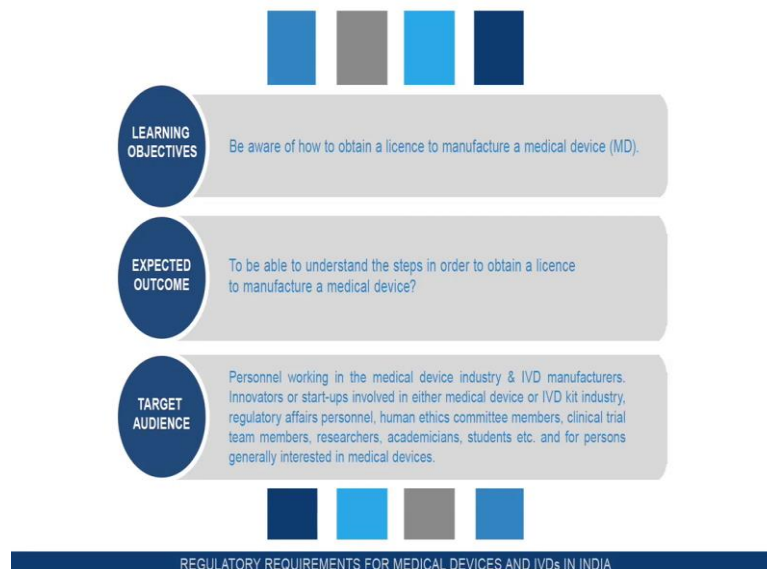 LEARNING
OBJECTIVES
Be aware of how to obtain a licence to manufacture a medical device (MD).
EXPECTED
OUTCOME
To be able to understand the steps in order to obtain a licence
to manufacture a medical device?
TARGET
AUDIENCE
Personnel working in the medical device industry & IVD manufacturers.
Innovators or start-ups involved in either medical device or IVD kit industry,
regulatory affairs personnel, human ethics committee members, clinical trial
team members, researchers, academicians, students etc. and for persons
generally interested in medical devices.
REGULATORY REQUIREMENTS FOR MEDICAL DEVICES AND IVDs IN INDIA